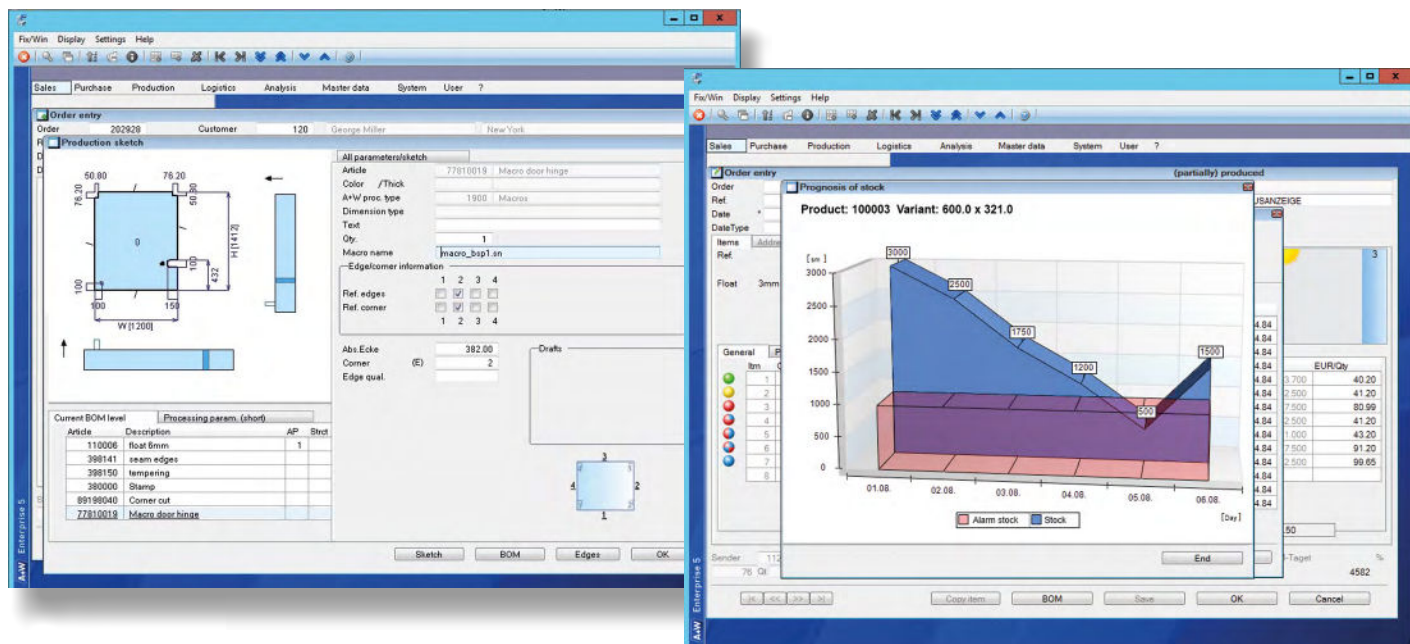 Fix/Win Display Settings Help
Sales Purchase Production Logistics Analysis Master data System User ?
Order entry
Order 202928 Customer 120 George Miller New York
Production sketch
50.80 76.20
76.20 50.80
0
H [1412]
100 432
100
100 150
W [1200]
All parameters/sketch
Article 77810019 Macro door hinge
Color /Thick
A+W proc. type 1900 Macros
Dimension type
Text
Qty. 1
Macro name macro_bsp1.sn
Edge/corner information
1 2 3 4
Ref. edges
Ref. corner
1 2 3 4
Abs.Ecke 382.00
Corner (E) 2
Edge qual.
Drafts
3
4 2
1
Current BOM level Processing param. (short)
Article Description AP Strct
110006 float 6mm 1
398141 seam edges
398150 tempering
380000 Stamp
89198040 Corner cut
77810019 Macro door hinge
Sketch BOM Edges OK
A+W Enterprise 5
Fix/Win Display Settings Help
Sales Purchase Production Logistics Analysis Master data System User ?
Order entry (partially) produced
Order
Ref.
Date *
DateType
USANZEIGE
Items Addre
Ref.
Float 3mm
3
Prognosis of stock
Product: 100003 Variant: 600.0 x 321.0
[sm]
3000
2500
2000
1500
1000
500
0
3000
2500
1750
1200
500
1500
01.08. 02.08. 03.08. 04.08. 05.08. 06.08.
[Day]
Alarm stock Stock
End
General
Itm EUR/Qty
1 4.84 3.700 40.20
2 4.84 2.500 41.20
3 4.84 7.500 80.99
4 4.84 2.500 41.20
5 4.84 1.000 43.20
6 4.84 7.500 91.20
7 4.84 2.500 99.65
4.84
.50
Sender 112
76 %
4582
|< << >> >| Copy item BOM Save OK Cancel
A+W Enterprise 5